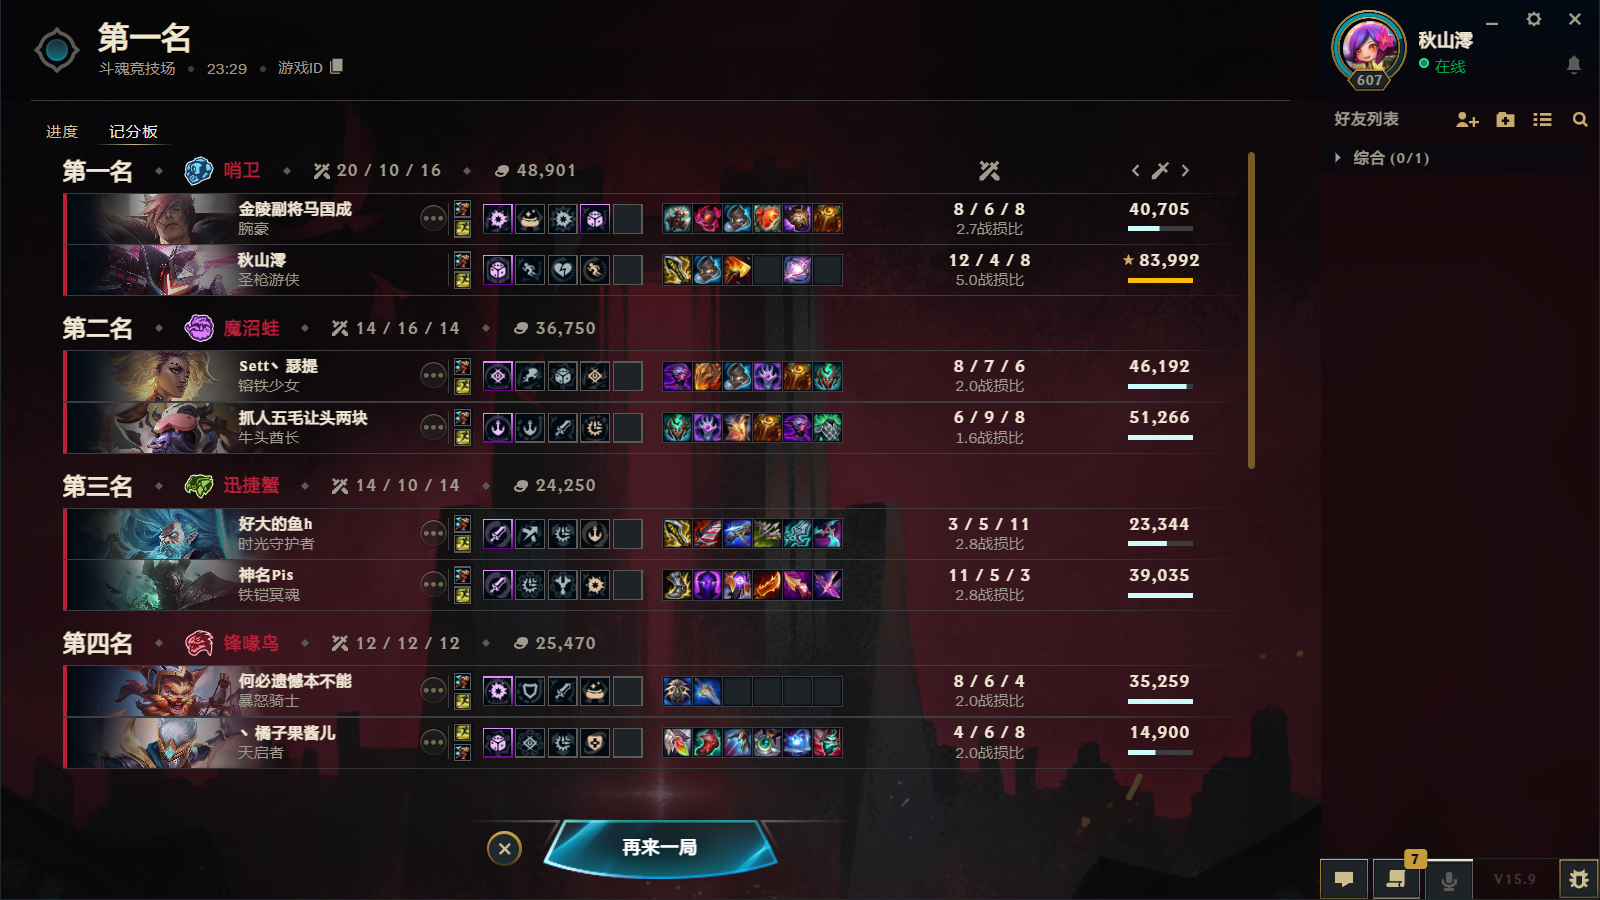 第一名
斗魂竞技场 • 23:29 • 游戏ID
进度 记分板
第一名 哨卫 20 / 10 / 16 48,901
金陵副将马国成 8 / 6 / 8 40,705
腕豪 2.7战损比
秋山澪 12 / 4 / 8 83,992
圣枪游侠 5.0战损比
第二名 魔沼蛙 14 / 16 / 14 36,750
Sett丶瑟提 8 / 7 / 6 46,192
镕铁少女 2.0战损比
抓人五毛让头两块 6 / 9 / 8 51,266
牛头酋长 1.6战损比
第三名 迅捷蟹 14 / 10 / 14 24,250
好大的鱼h 3 / 5 / 11 23,344
时光守护者 2.8战损比
神名Pis 11 / 5 / 3 39,035
铁铠冥魂 2.8战损比
第四名 锋喙鸟 12 / 12 / 12 25,470
何必遗憾本不能 8 / 6 / 4 35,259
暴怒骑士 2.0战损比
丶橘子果酱儿 4 / 6 / 8 14,900
天启者 2.0战损比
再来一局
607
秋山澪
在线
好友列表
综合 (0/1)
7
V15.9